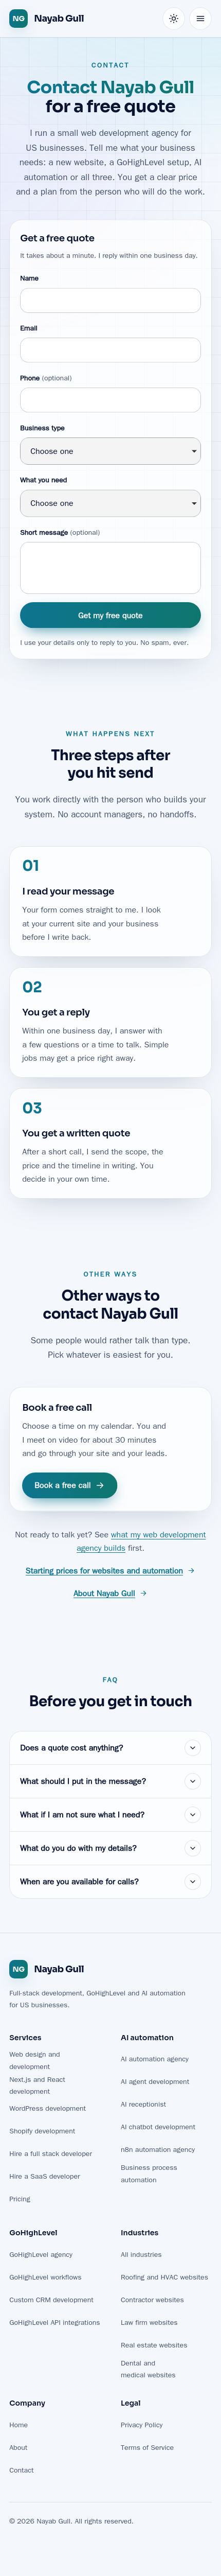 NG Nayab Gull
CONTACT
Contact Nayab Gull
for a free quote
I run a small web development agency for
US businesses. Tell me what your business
needs: a new website, a GoHighLevel setup, AI
automation or all three. You get a clear price
and a plan from the person who will do the work.
Get a free quote
It takes about a minute. I reply within one business day.
Name
Email
Phone (optional)
Business type
Choose one
What you need
Choose one
Short message (optional)
Get my free quote
I use your details only to reply to you. No spam, ever.
WHAT HAPPENS NEXT
Three steps after
you hit send
You work directly with the person who builds your
system. No account managers, no handoffs.
01
I read your message
Your form comes straight to me. I look
at your current site and your business
before I write back.
02
You get a reply
Within one business day, I answer with
a few questions or a time to talk. Simple
jobs may get a price right away.
03
You get a written quote
After a short call, I send the scope, the
price and the timeline in writing. You
decide in your own time.
OTHER WAYS
Other ways to
contact Nayab Gull
Some people would rather talk than type.
Pick whatever is easiest for you.
Book a free call
Choose a time on my calendar. You and
I meet on video for about 30 minutes
and go through your site and your leads.
Book a free call →
Not ready to talk yet? See what my web development
agency builds first.
Starting prices for websites and automation →
About Nayab Gull →
FAQ
Before you get in touch
Does a quote cost anything?
What should I put in the message?
What if I am not sure what I need?
What do you do with my details?
When are you available for calls?
NG Nayab Gull
Full-stack development, GoHighLevel and AI automation
for US businesses.
Services
Web design and
development
Next.js and React
development
WordPress development
Shopify development
Hire a full stack developer
Hire a SaaS developer
Pricing
AI automation
AI automation agency
AI agent development
AI receptionist
AI chatbot development
n8n automation agency
Business process
automation
GoHighLevel
GoHighLevel agency
GoHighLevel workflows
Custom CRM development
GoHighLevel API integrations
Industries
All industries
Roofing and HVAC websites
Contractor websites
Law firm websites
Real estate websites
Dental and
medical websites
Company
Home
About
Contact
Legal
Privacy Policy
Terms of Service
© 2026 Nayab Gull. All rights reserved.